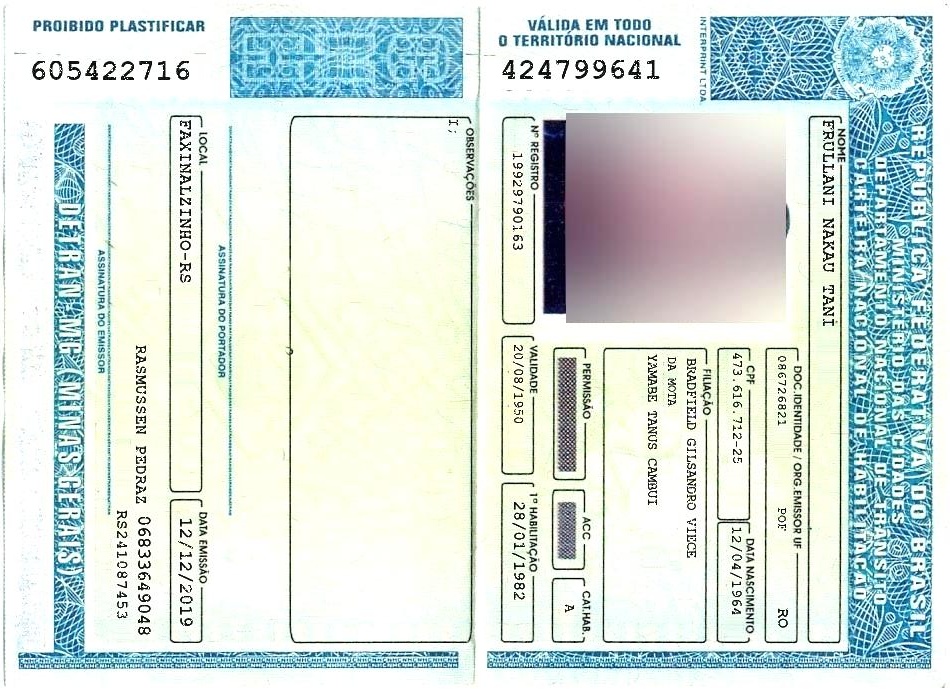 VÁLIDA EM TODO
O TERRITÓRIO NACIONAL
424799641
INTERPRINT LTDA.
REPÚBLICA FEDERATIVA DO BRASIL
MINISTÉRIO DAS CIDADES
DEPARTAMENTO NACIONAL DE TRÂNSITO
CARTEIRA NACIONAL DE HABILITAÇÃO
NOME
FRULLANI NAKAU TANI
DOC. IDENTIDADE / ORG. EMISSOR UF
086726821 POF RO
CPF
473.616.712-25
DATA NASCIMENTO
12/04/1964
FILIAÇÃO
BRADFIELD GILSANDRO VIECE
DA MOTA
YAMABE TANUS CAMBUI
PERMISSÃO
ACC
CAT.HAB.
A
Nº REGISTRO
19929790163
VALIDADE
20/08/1950
1ª HABILITAÇÃO
28/01/1982
PROIBIDO PLASTIFICAR
605422716
OBSERVAÇÕES
I;
ASSINATURA DO PORTADOR
LOCAL
FAXINALZINHO-RS
DATA EMISSÃO
12/12/2019
RASMUSSEN PEDRAZ 06833649048
RS241087453
ASSINATURA DO EMISSOR
DETRAN-MG (MINAS GERAIS)